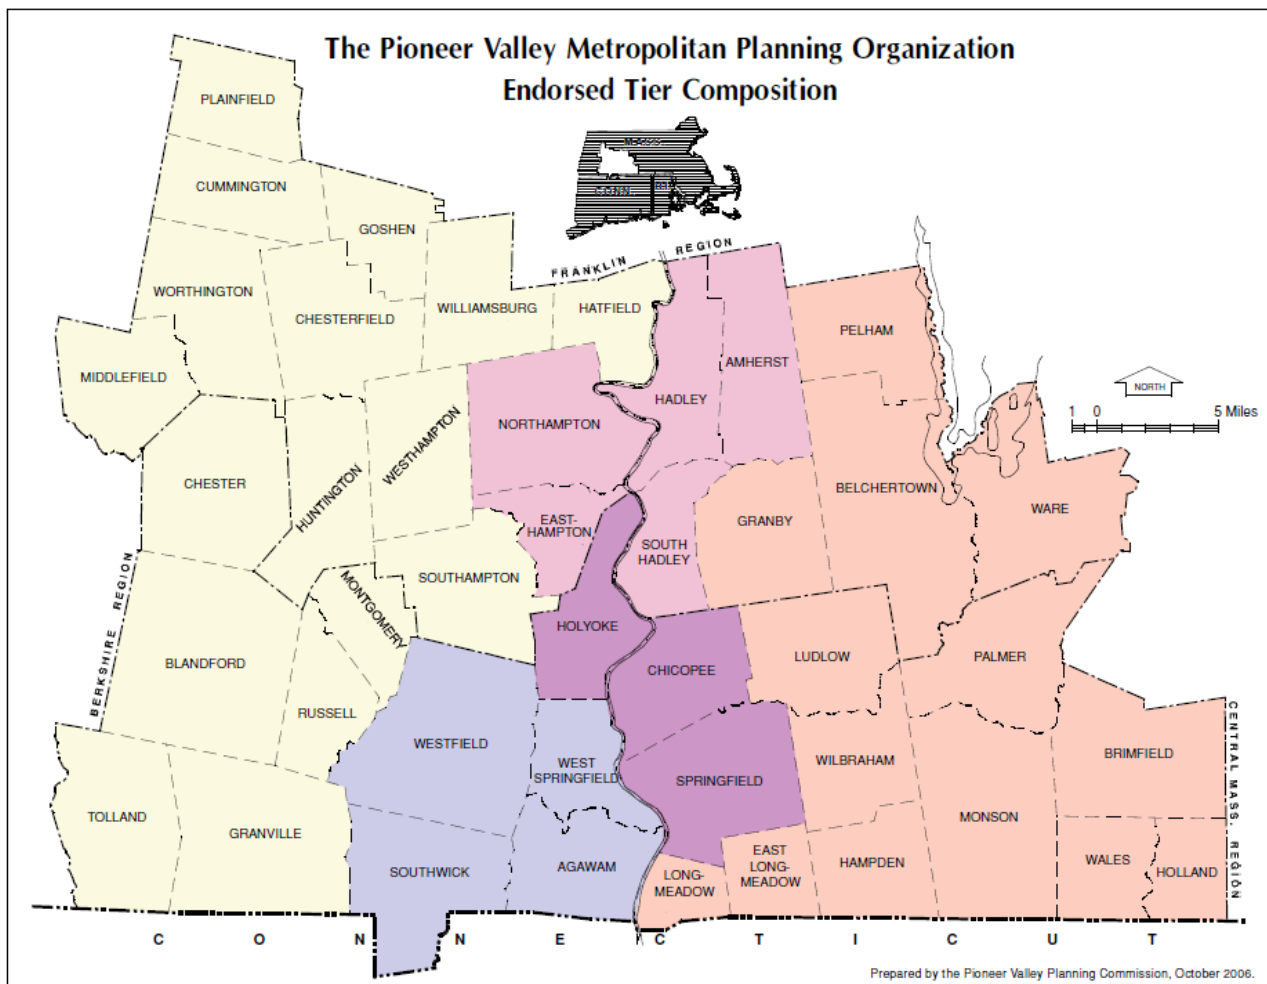 The Pioneer Valley Metropolitan Planning Organization
Endorsed Tier Composition
MASS.
CONN.
RI
PLAINFIELD
CUMMINGTON
GOSHEN
FRANKLIN REGION
WORTHINGTON
CHESTERFIELD
WILLIAMSBURG
HATFIELD
PELHAM
AMHERST
MIDDLEFIELD
HADLEY
NORTH
1 0 5 Miles
NORTHAMPTON
WESTHAMPTON
CHESTER
HUNTINGTON
BELCHERTOWN
WARE
GRANBY
EAST-
HAMPTON
SOUTH
HADLEY
SOUTHAMPTON
MONTGOMERY
BERKSHIRE REGION
HOLYOKE
BLANDFORD
CHICOPEE
LUDLOW
PALMER
RUSSELL
WESTFIELD
WEST
SPRINGFIELD
SPRINGFIELD
WILBRAHAM
BRIMFIELD
CENTRAL MASS. REGION
TOLLAND
GRANVILLE
MONSON
SOUTHWICK
AGAWAM
LONG-
MEADOW
EAST
LONG-
MEADOW
HAMPDEN
WALES
HOLLAND
CONNECTICUT
Prepared by the Pioneer Valley Planning Commission, October 2006.